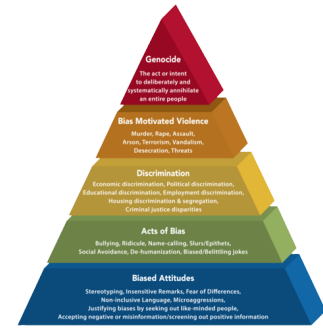 Genocide
The act or intent
to deliberately and
systematically annihilate
an entire people
Bias Motivated Violence
Murder, Rape, Assault,
Arson, Terrorism, Vandalism,
Desecration, Threats
Discrimination
Economic discrimination, Political discrimination,
Educational discrimination, Employment discrimination,
Housing discrimination & segregation,
Criminal justice disparities
Acts of Bias
Bullying, Ridicule, Name-calling, Slurs/Epithets,
Social Avoidance, De-humanization, Biased/Belittling jokes
Biased Attitudes
Stereotyping, Insensitive Remarks, Fear of Differences,
Non-inclusive Language, Microaggressions,
Justifying biases by seeking out like-minded people,
Accepting negative or misinformation/screening out positive information